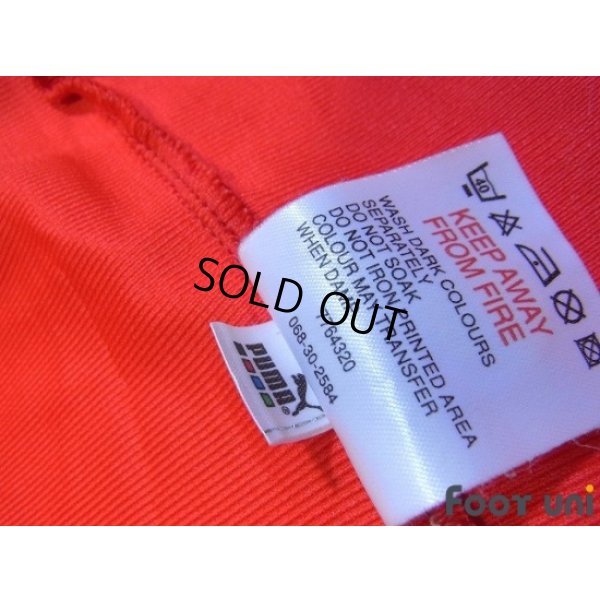 40
KEEP AWAY
FROM FIRE
WASH DARK COLOURS
SEPARATELY
DO NOT SOAK
DO NOT IRON PRINTED AREA
COLOUR MAY TRANSFER
WHEN DAMP
64320
068-30-2584
PUMA
SOLD OUT
Foot uni